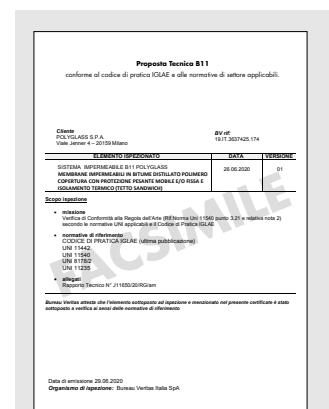 Proposta Tecnica B11
conforme al codice di pratica IGLAE e alle normative di settore applicabili.
Cliente
POLYGLASS S.P.A.
Viale Jenner 4 – 20159 Milano
BV rif:
19.IT.3637425.174
ELEMENTO ISPEZIONATO DATA VERSIONE
SISTEMA IMPERMEABILE B11 POLYGLASS
MEMBRANE IMPERMEABILI IN BITUME DISTILLATO POLIMERO
COPERTURA CON PROTEZIONE PESANTE MOBILE E/O FISSA E
ISOLAMENTO TERMICO (TETTO SANDWICH)
26.06.2020 01
Scopo ispezione
• missione
Verifica di Conformità alla Regola dell'Arte (Rif.Norma Uni 11540 punto 3.21 e relativa nota 2)
secondo le normative UNI applicabili e il Codice di Pratica IGLAE
• normative di riferimento
CODICE DI PRATICA IGLAE (ultima pubblicazione)
UNI 11442
UNI 11540
UNI 8178/2
UNI 11235
• allegati
Rapporto Tecnico N° J11650/20/RG/am
Bureau Veritas attesta che l'elemento sottoposto ad ispezione e menzionato nel presente certificate è stato
sottoposto a verifica ai sensi delle normative di riferimento
FACSIMILE
Data di emissione 29.06.2020
Organismo di ispezione: Bureau Veritas Italia SpA